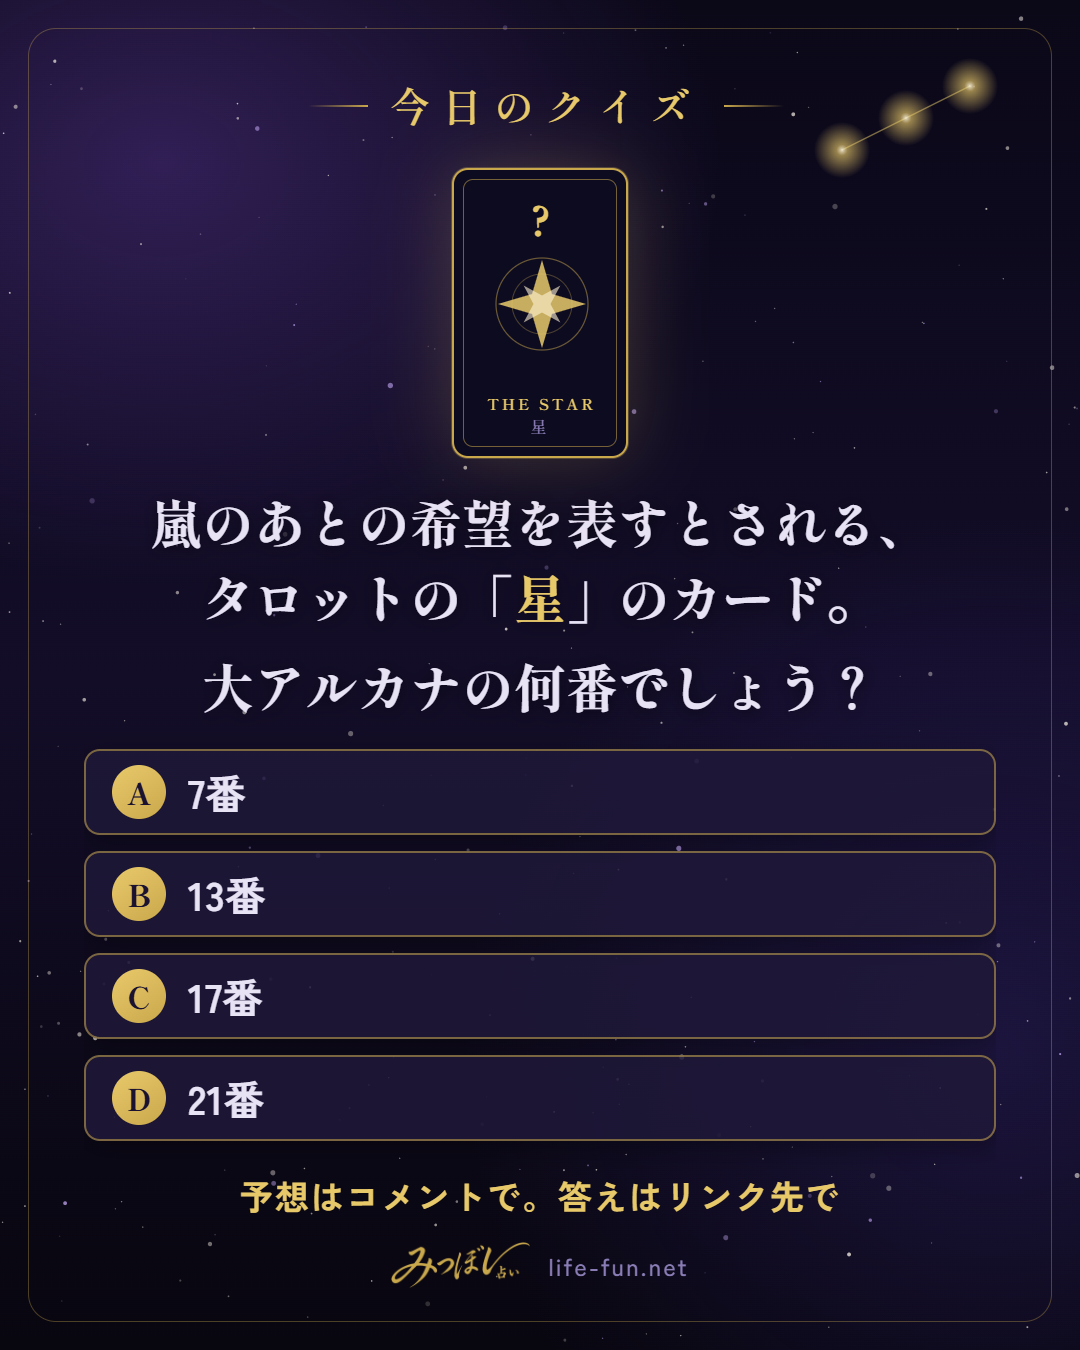 今日のクイズ
?
THE STAR
星
嵐のあとの希望を表すとされる、
タロットの「星」のカード。
大アルカナの何番でしょう？
A 7番
B 13番
C 17番
D 21番
予想はコメントで。答えはリンク先で
みつぼし占い life-fun.net